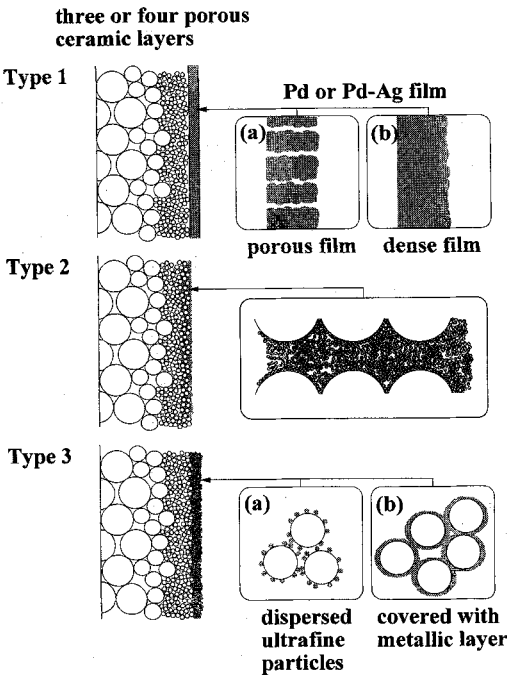 three or four porous
ceramic layers
Type 1
Pd or Pd-Ag film
(a)
(b)
porous film
dense film
Type 2
Type 3
(a)
(b)
dispersed
ultrafine
particles
covered with
metallic layer